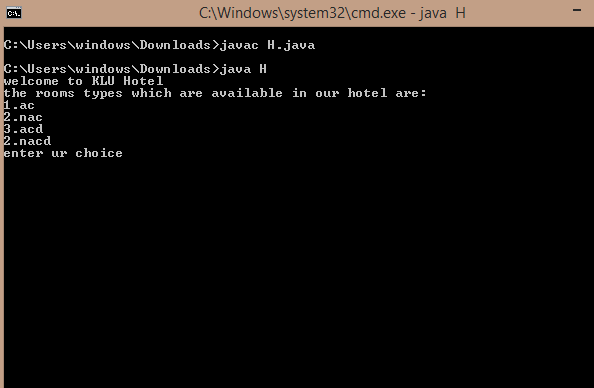 C:\Windows\system32\cmd.exe - java  H
C:\Users\windows\Downloads>javac H.java
C:\Users\windows\Downloads>java H
welcome to KLU Hotel
the rooms types which are available in our hotel are:
1.ac
2.nac
3.acd
2.nacd
enter ur choice